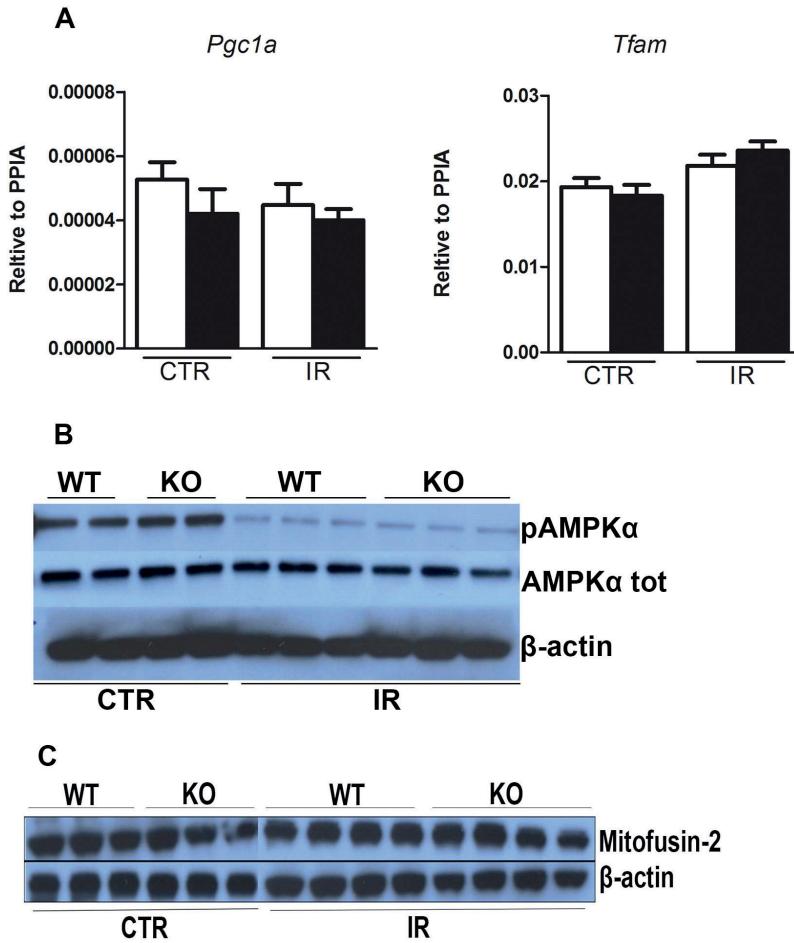 A
Pgc1a
Tfam
Reltive to PPIA
0.00008
0.00006
0.00004
0.00002
0.00000
CTR IR
Reltive to PPIA
0.03
0.02
0.01
0.00
CTR IR
B
WT KO WT KO
pAMPKα
AMPKα tot
β-actin
CTR IR
C
WT KO WT KO
Mitofusin-2
β-actin
CTR IR